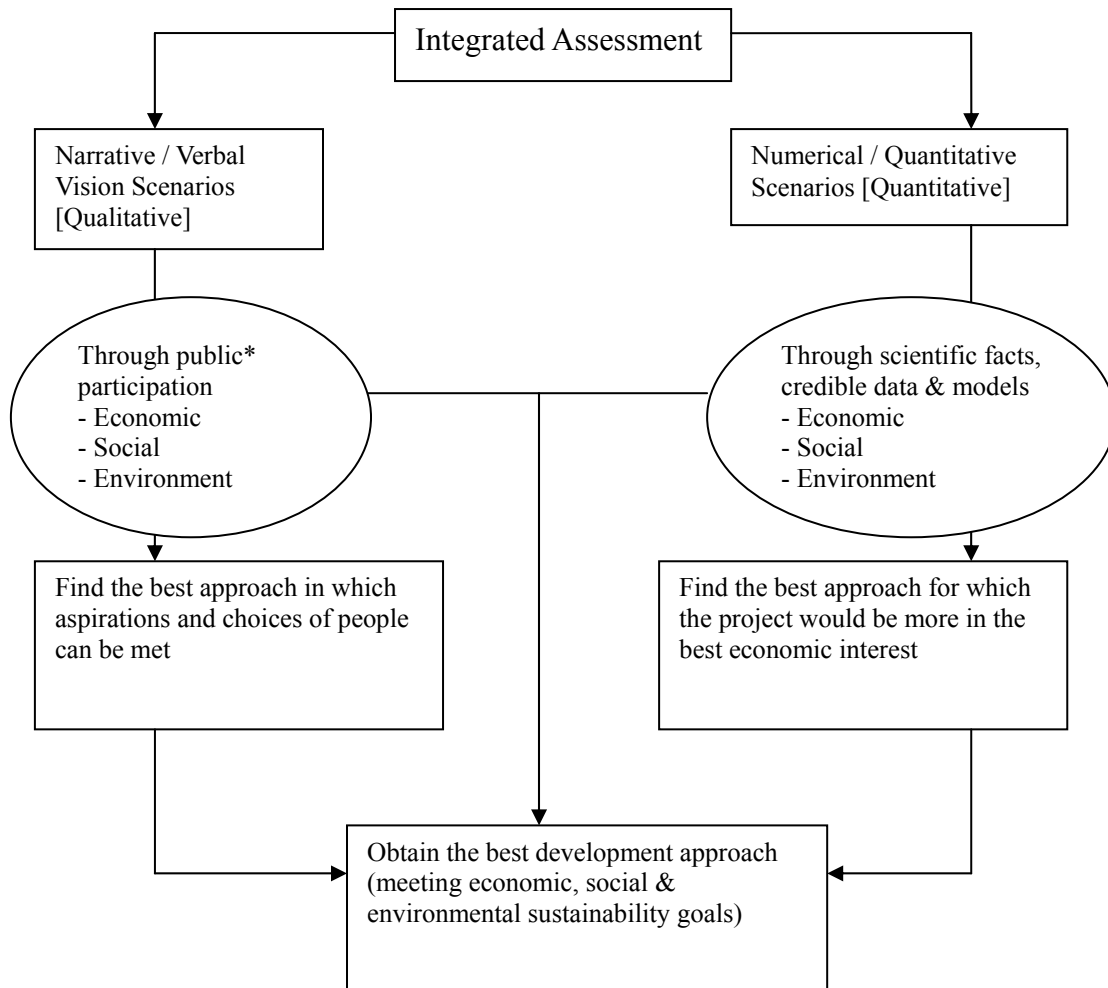 Integrated Assessment
Narrative / Verbal
Vision Scenarios
[Qualitative]
Numerical / Quantitative
Scenarios [Quantitative]
Through public*
participation
- Economic
- Social
- Environment
Through scientific facts,
credible data & models
- Economic
- Social
- Environment
Find the best approach in which
aspirations and choices of people
can be met
Find the best approach for which
the project would be more in the
best economic interest
Obtain the best development approach
(meeting economic, social &
environmental sustainability goals)